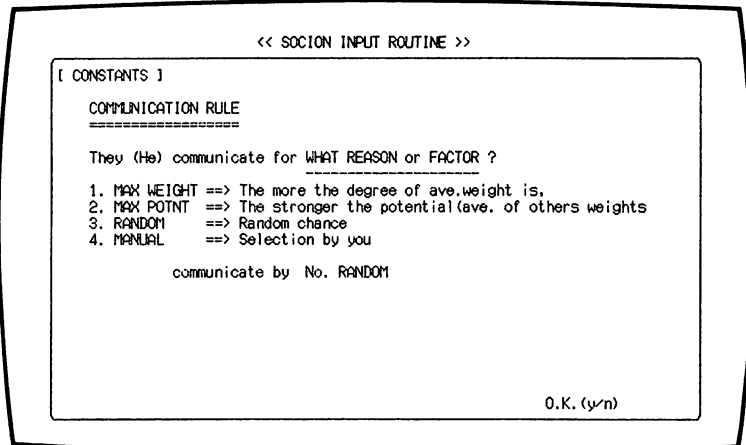 << SOCION INPUT ROUTINE >>
[ CONSTANTS ]
COMMUNICATION RULE
==================
They (He) communicate for WHAT REASON or FACTOR ?
---------------------
1. MAX WEIGHT ==> The more the degree of ave.weight is.
2. MAX POTNT ==> The stronger the potential(ave. of others weights
3. RANDOM ==> Random chance
4. MANUAL ==> Selection by you
communicate by No. RANDOM
O.K.(y/n)